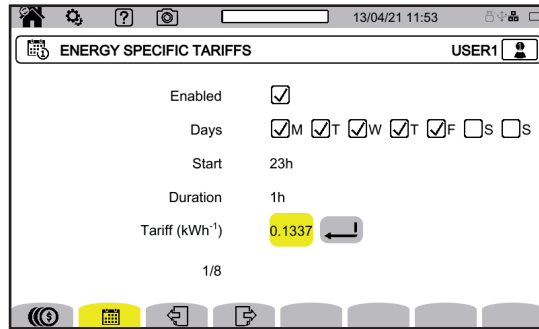 13/04/21 11:53
ENERGY SPECIFIC TARIFFS USER1
Enabled
Days M T W T F S S
Start 23h
Duration 1h
Tariff (kWh⁻¹) 0.1337
1/8